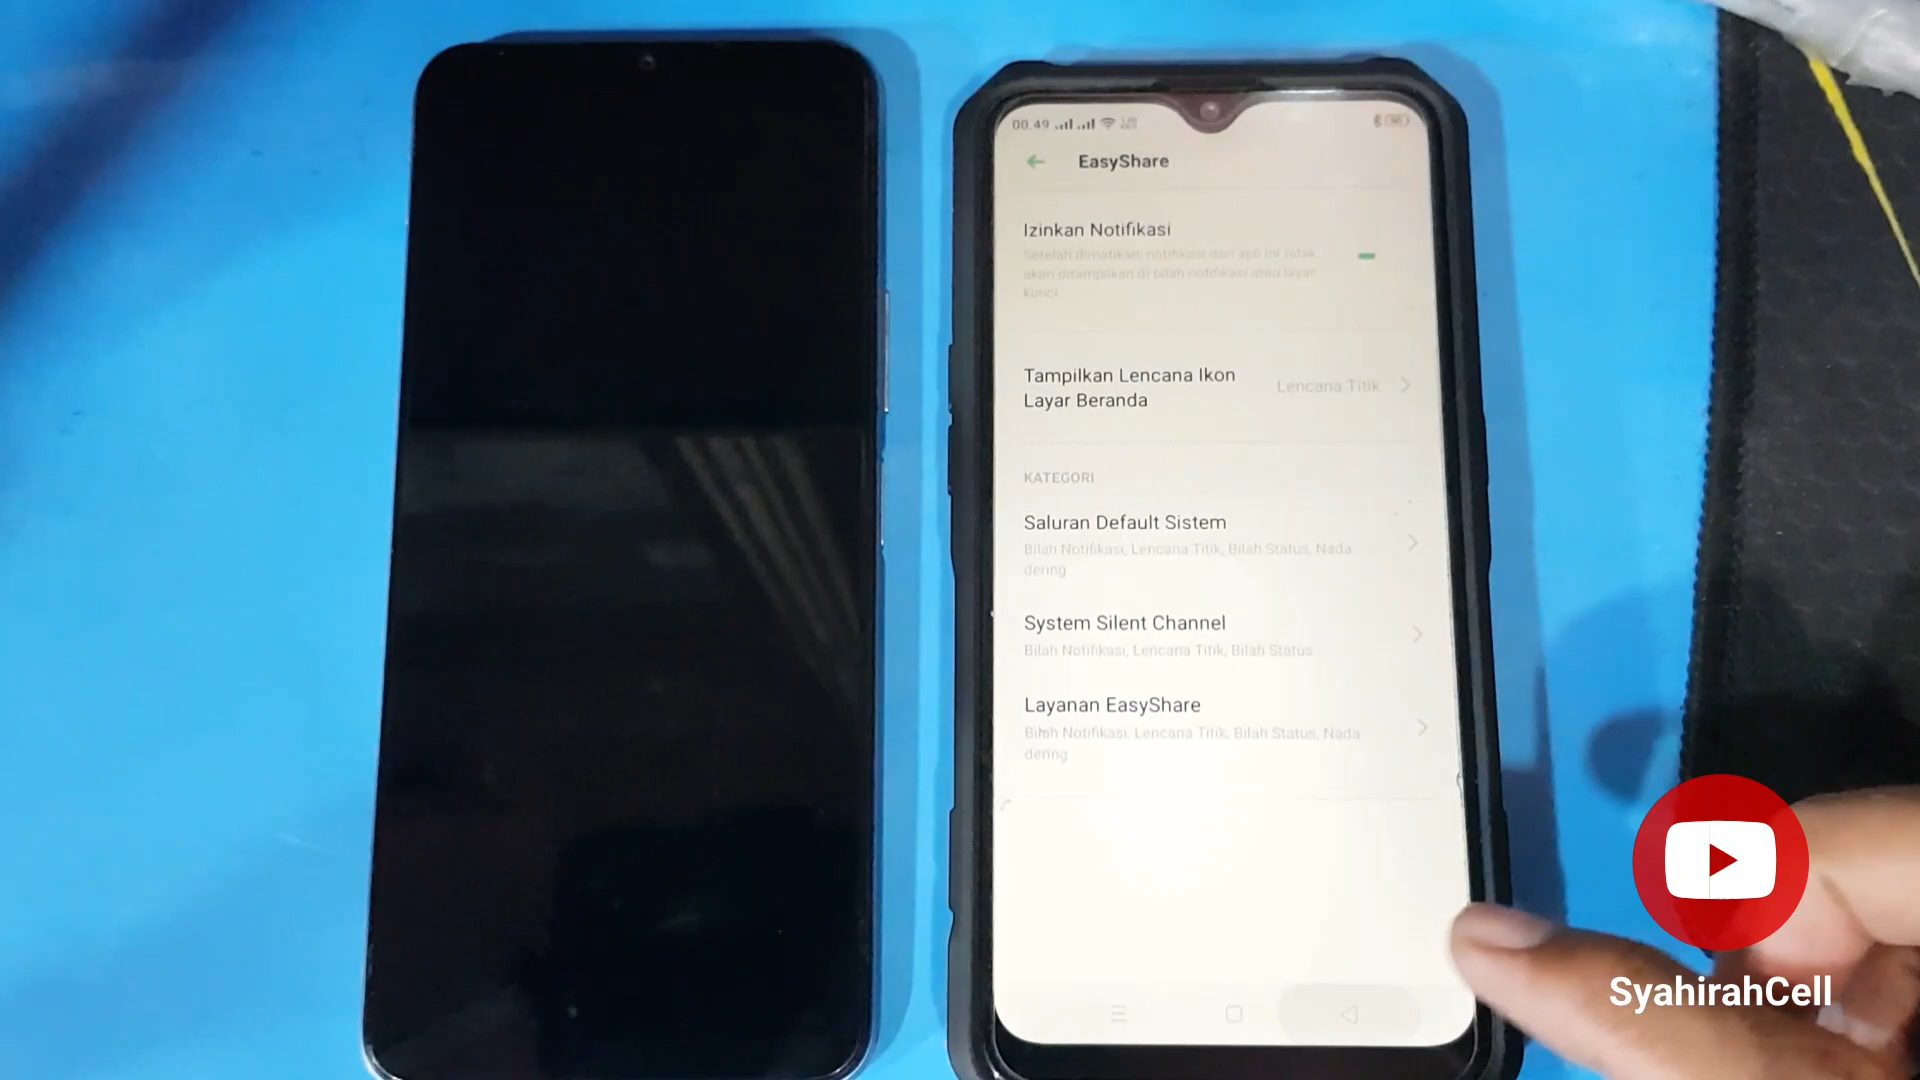 00.49
EasyShare
Izinkan Notifikasi
Setelah dimatikan, notifikasi dari apli ini tidak
akan ditampilkan di bilah notifikasi atau layar
kunci.
Tampilkan Lencana Ikon
Layar Beranda
Lencana Titik
KATEGORI
Saluran Default Sistem
Bilah Notifikasi, Lencana Titik, Bilah Status, Nada
dering
System Silent Channel
Bilah Notifikasi, Lencana Titik, Bilah Status
Layanan EasyShare
Bilah Notifikasi, Lencana Titik, Bilah Status, Nada
dering
SyahirahCell